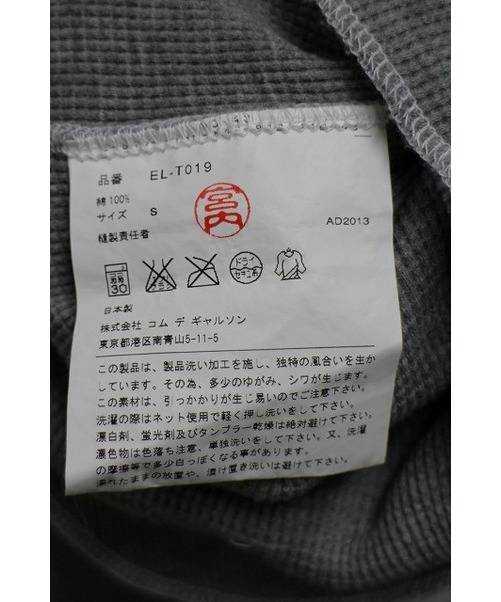 品番 EL-T019
綿100%
サイズ S
宮内
AD2013
縫製責任者
30
ドライ
セキユ系
日本製
株式会社 コム デ ギャルソン
東京都港区南青山5-11-5
この製品は、製品洗い加工を施し、独特の風合いを生か
しています。その為、多少のゆがみ、シワが生じます。
この素材は、引っかかりが生じ易いのでご注意下さい。
洗濯の際はネット使用で軽く押し洗いをして下さい。
漂白剤、蛍光剤及びタンブラー乾燥は絶対避けて下さい。
濃色物は色落ち注意、単独洗いをして下さい。又、洗濯
の摩擦等で多少白っぽくなる事があります。
濡れたままの放置や、漬け置き洗いは避けて下さい。